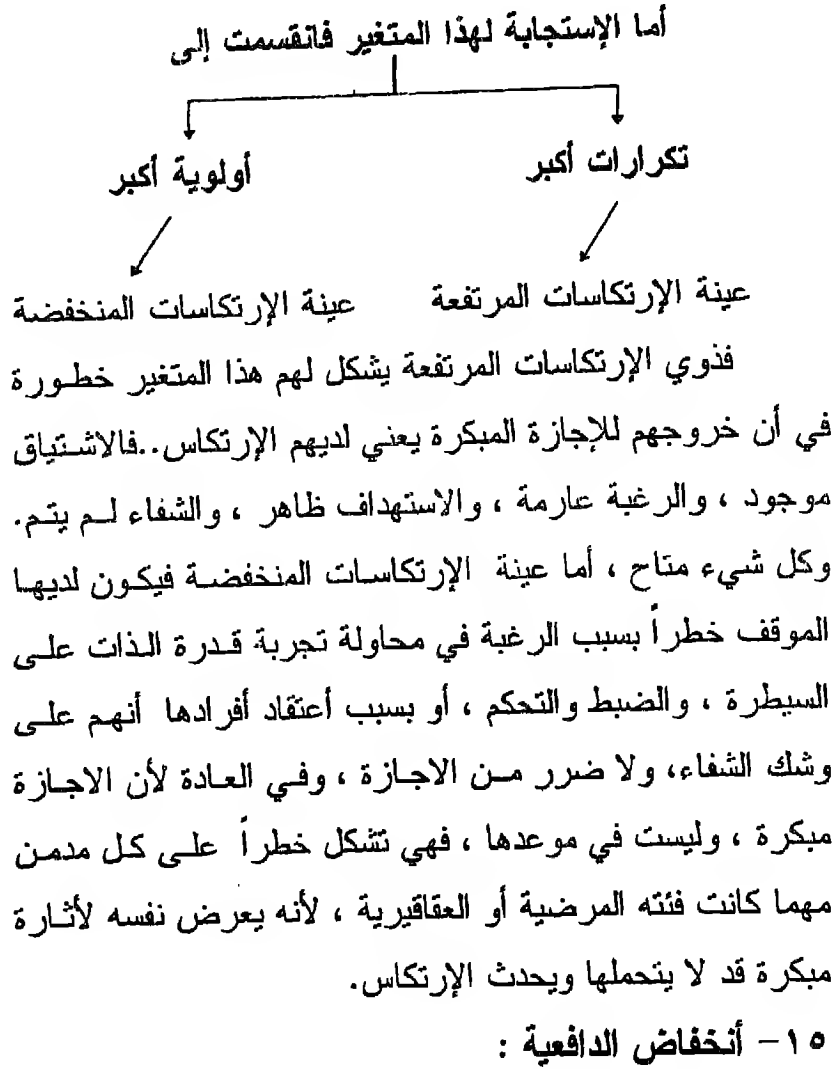 أما الإستجابة لهذا المتغير فانقسمت إلى
تكرارات أكبر أولوية أكبر
عينة الإرتكاسات المرتفعة عينة الإرتكاسات المنخفضة
فذوي الإرتكاسات المرتفعة يشكل لهم هذا المتغير خطورة
في أن خروجهم للإجازة المبكرة يعني لديهم الإرتكاس..فالاشتياق
موجود ، والرغبة عارمة ، والاستهداف ظاهر ، والشفاء لم يتم.
وكل شيء متاح ، أما عينة الإرتكاسات المنخفضة فيكون لديها
الموقف خطراً بسبب الرغبة في محاولة تجربة قدرة الذات على
السيطرة ، والضبط والتحكم ، أو بسبب أعتقاد أفرادها أنهم على
وشك الشفاء، ولا ضرر من الاجازة ، وفي العادة لأن الاجازة
مبكرة ، وليست في موعدها ، فهي تشكل خطراً على كل مدمن
مهما كانت فئته المرضية أو العقاقيرية ، لأنه يعرض نفسه لأثارة
مبكرة قد لا يتحملها ويحدث الإرتكاس.
١٥- أنخفاض الدافعية :